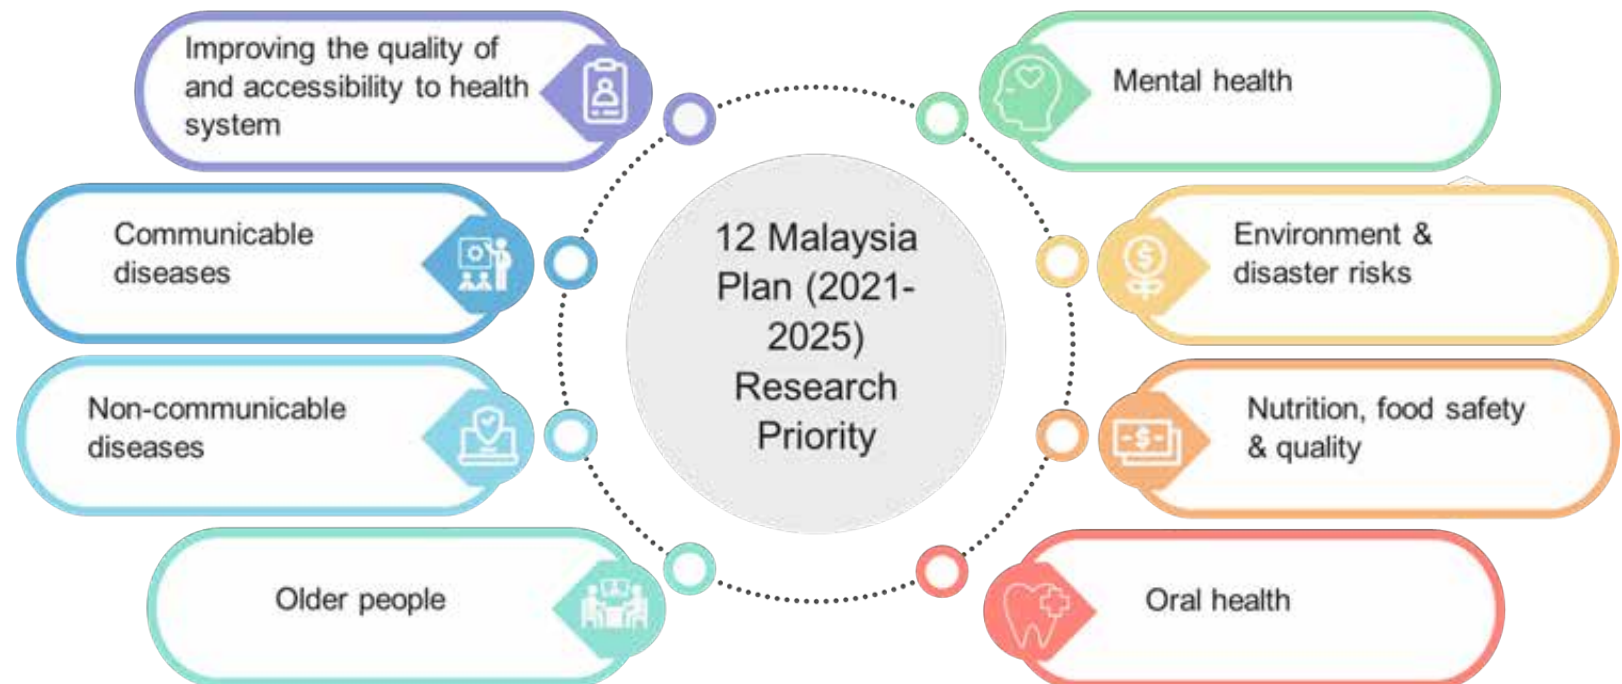 Improving the quality of
and accessibility to health
system
Communicable
diseases
Non-communicable
diseases
Older people
12 Malaysia
Plan (2021-
2025)
Research
Priority
Mental health
Environment &
disaster risks
Nutrition, food safety
& quality
Oral health